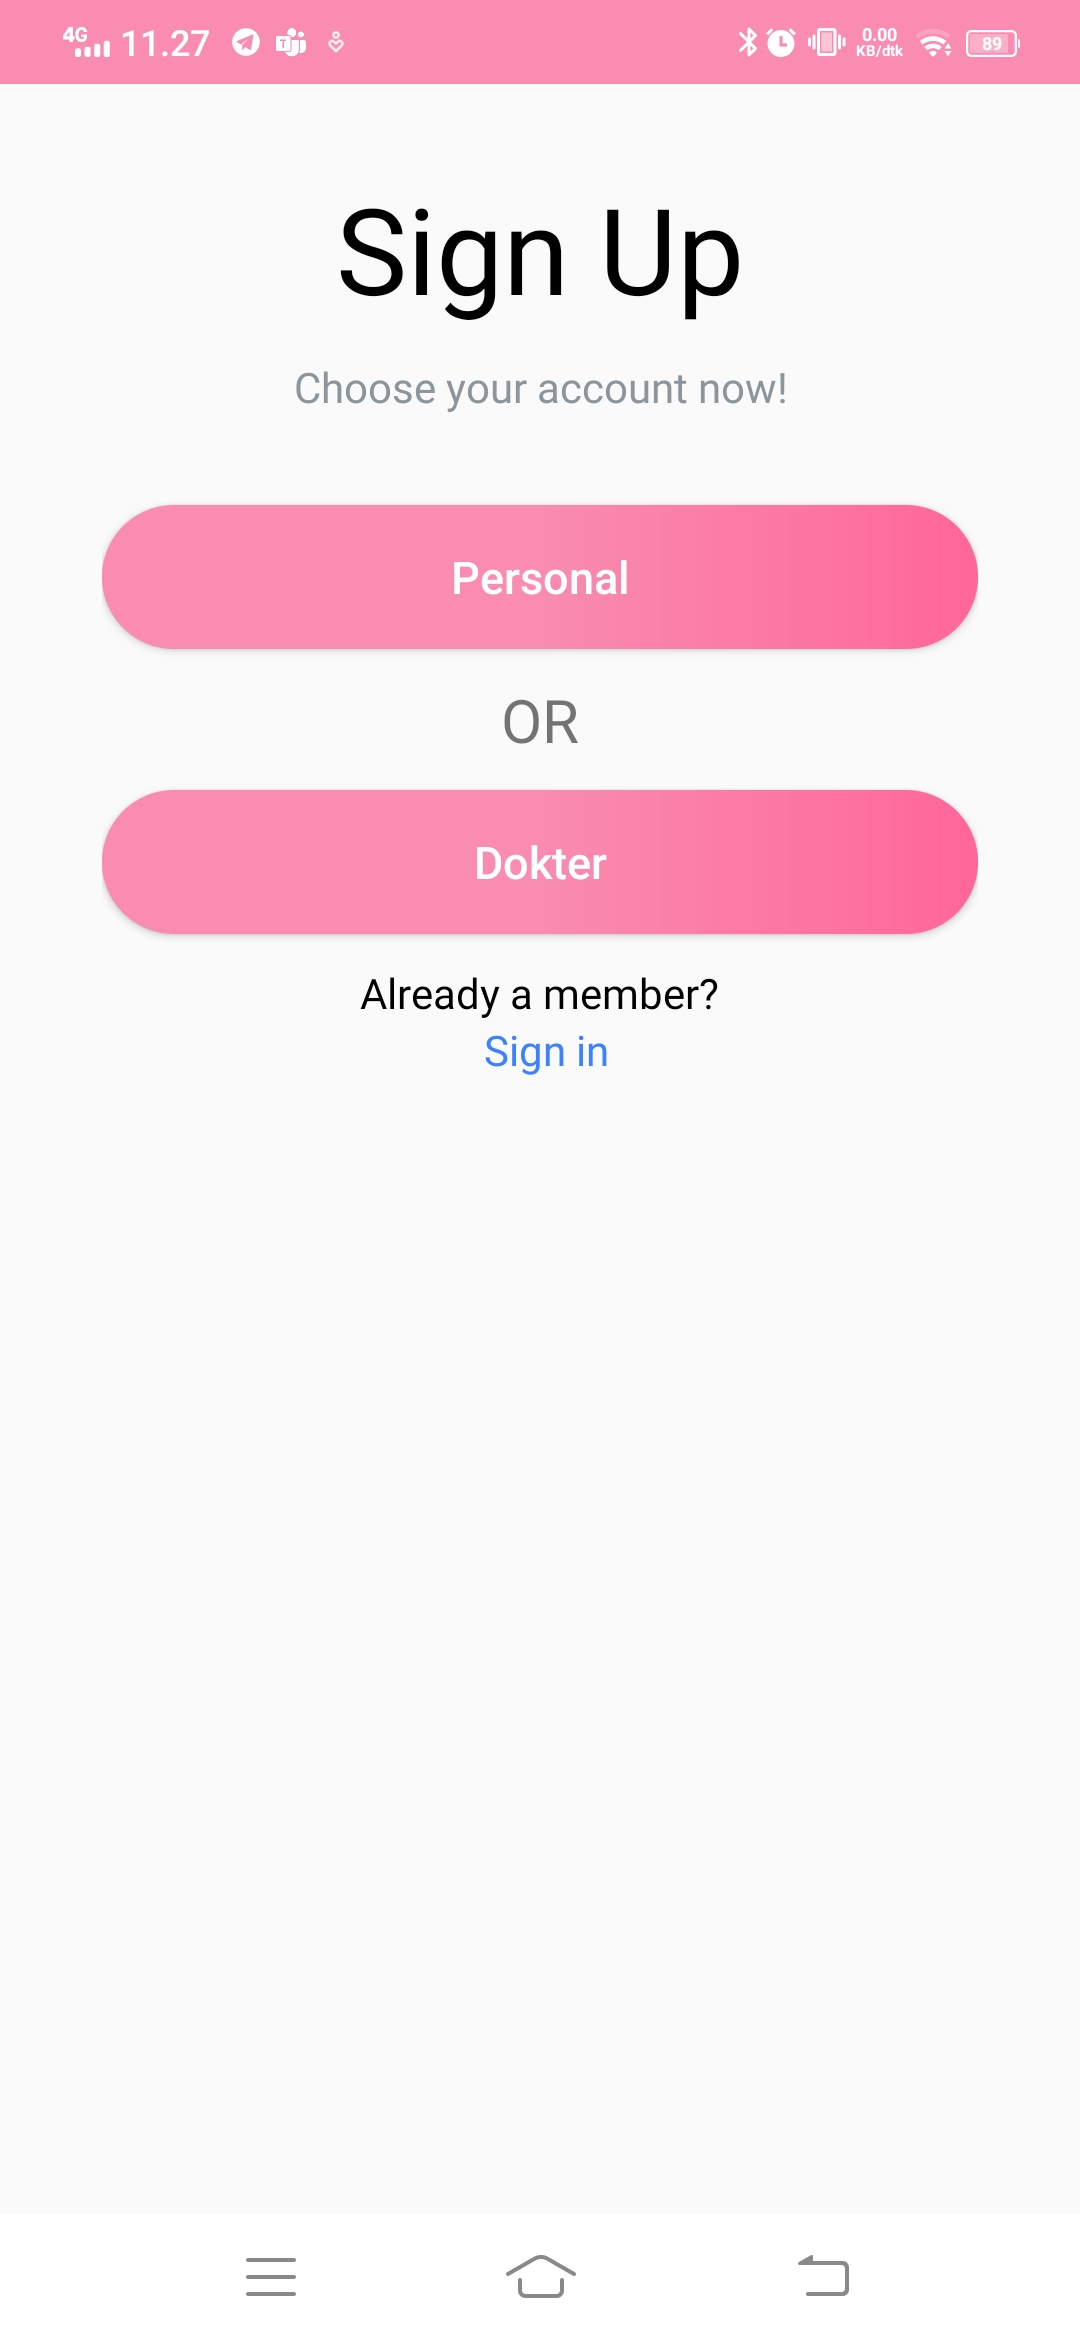 4G 11.27 0.00 KB/dtk 89
Sign Up
Choose your account now!
Personal
OR
Dokter
Already a member?
Sign in